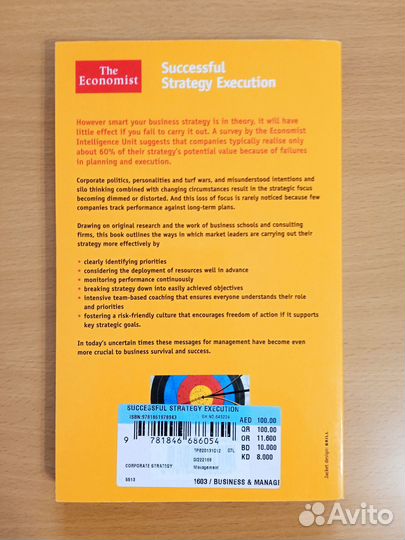 The
Economist
Successful
Strategy Execution
However smart your business strategy is in theory, it will have
little effect if you fail to carry it out. A survey by the Economist
Intelligence Unit suggests that companies typically realise only
about 60% of their strategy's potential value because of failures
in planning and execution.
Corporate politics, personalities and turf wars, and misunderstood intentions and
silo thinking combined with changing circumstances result in the strategic focus
becoming dimmed or distorted. And this loss of focus is rarely noticed because few
companies track performance against long-term plans.
Drawing on original research and the work of business schools and consulting
firms, this book outlines the ways in which market leaders are carrying out their
strategy more effectively by
• clearly identifying priorities
• considering the deployment of resources well in advance
• monitoring performance continuously
• breaking strategy down into easily achieved objectives
• intensive team-based coaching that ensures everyone understands their role
and priorities
• fostering a risk-friendly culture that encourages freedom of action if it supports
key strategic goals.
In today's uncertain times these messages for management have become even
more crucial to business survival and success.
SUCCESSFUL STRATEGY EXECUTION
ISBN:9781861978943
AED 100.00
QR 100.00
OR 11.600
BD 10.000
KD 8.000
9 781846 686054
TPB20131012 07L
Management
CORPORATE STRATEGY
5513
1603 / BUSINESS & MANAGI
Jacket design: GRILL
Avito